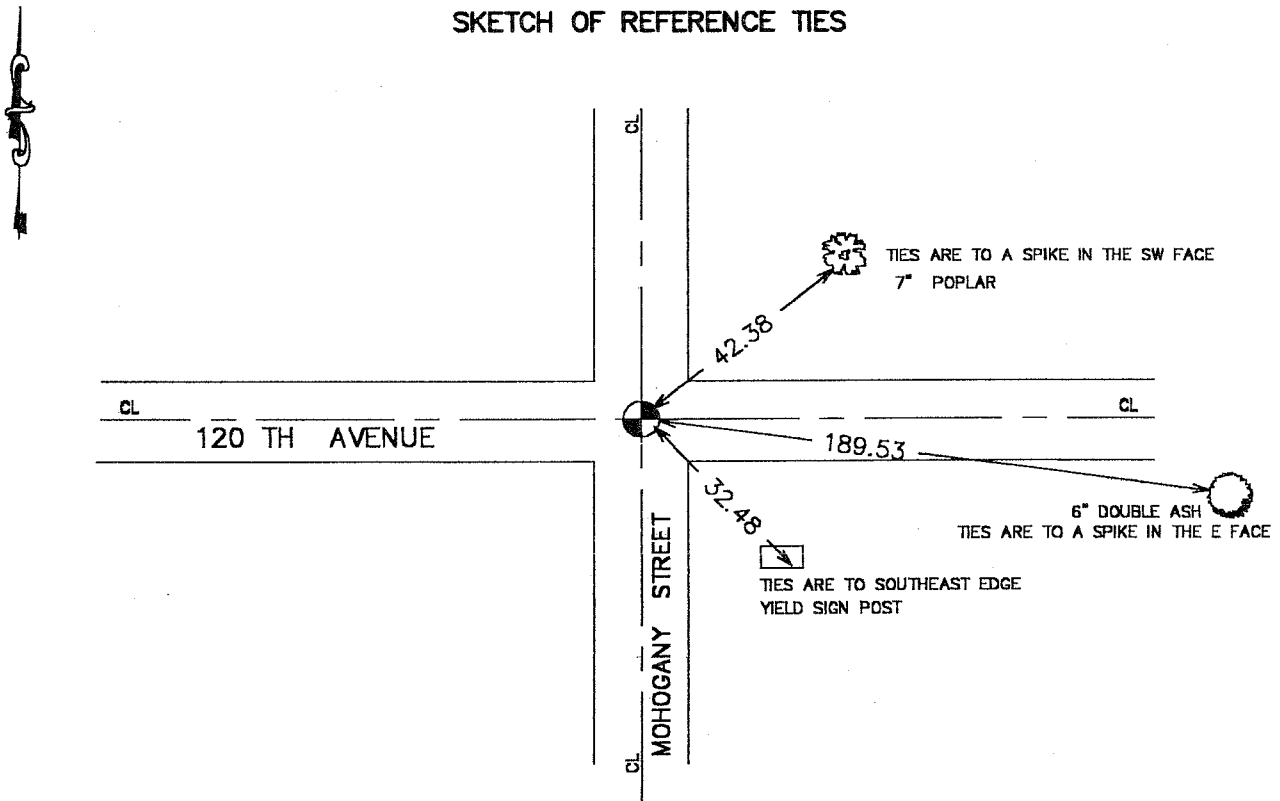 SKETCH OF REFERENCE TIES
CL
TIES ARE TO A SPIKE IN THE SW FACE
7" POPLAR
42.38
CL
CL
120 TH AVENUE
189.53
32.48
6" DOUBLE ASH
TIES ARE TO A SPIKE IN THE E FACE
TIES ARE TO SOUTHEAST EDGE
YIELD SIGN POST
MOHOGANY STREET
CL